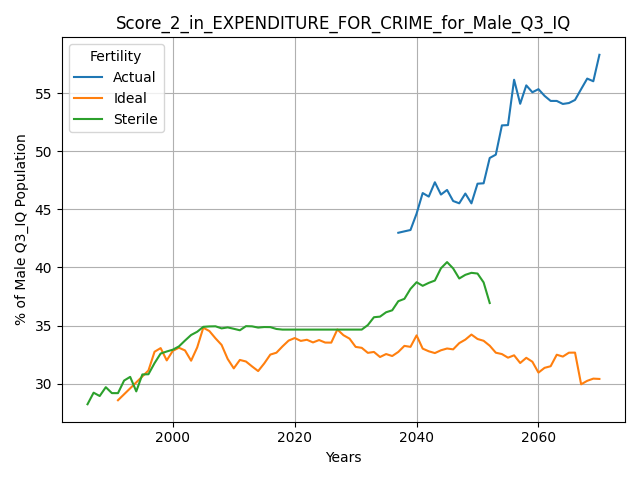 Score_2_in_EXPENDITURE_FOR_CRIME_for_Male_Q3_IQ
Fertility
Actual
Ideal
Sterile
% of Male Q3_IQ Population
55
50
45
40
35
30
2000
2020
2040
2060
Years